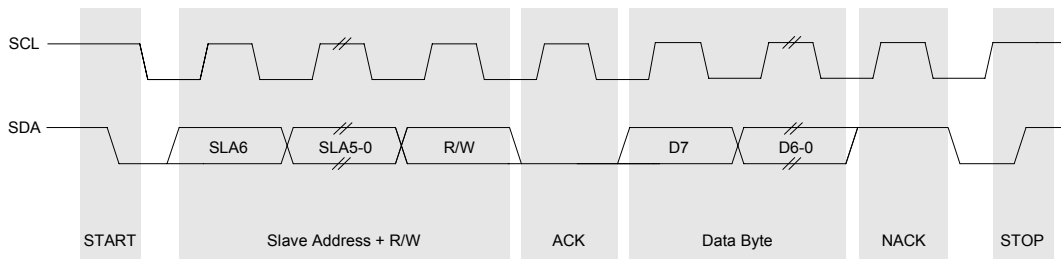 SCL
SDA
SLA6 SLA5-0 R/W D7 D6-0
START Slave Address + R/W ACK Data Byte NACK STOP